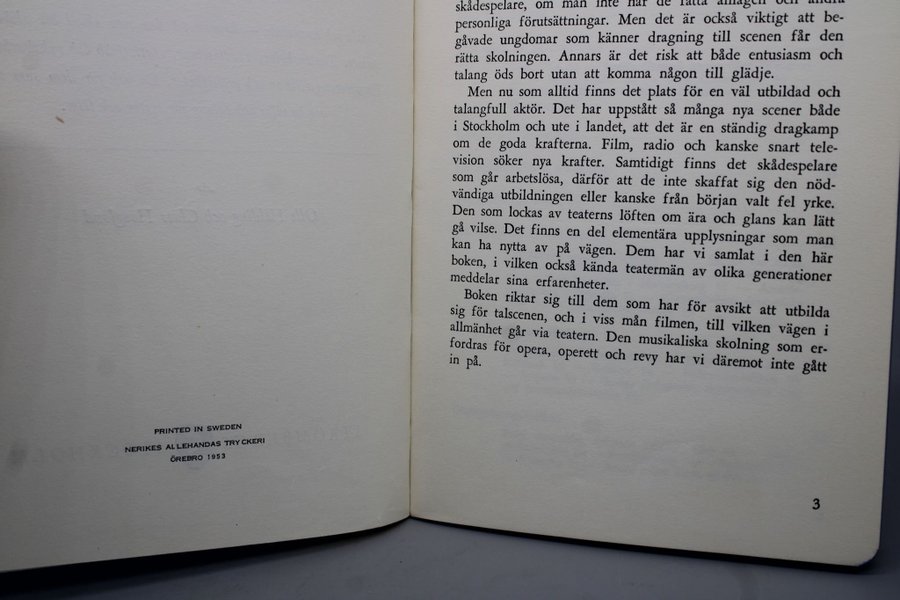 PRINTED IN SWEDEN
NERIKES ALLEHANDAS TRYCKERI
ÖREBRO 1953
skådespelare, om man inte har de rätta anlagen och andra
personliga förutsättningar. Men det är också viktigt att be-
gåvade ungdomar som känner dragning till scenen får den
rätta skolningen. Annars är det risk att både entusiasm och
talang öds bort utan att komma någon till glädje.
Men nu som alltid finns det plats för en väl utbildad och
talangfull aktör. Det har uppstått så många nya scener både
i Stockholm och ute i landet, att det är en ständig dragkamp
om de goda krafterna. Film, radio och kanske snart tele-
vision söker nya krafter. Samtidigt finns det skådespelare
som går arbetslösa, därför att de inte skaffat sig den nöd-
vändiga utbildningen eller kanske från början valt fel yrke.
Den som lockas av teaterns löften om ära och glans kan lätt
gå vilse. Det finns en del elementära upplysningar som man
kan ha nytta av på vägen. Dem har vi samlat i den här
boken, i vilken också kända teatermän av olika generationer
meddelar sina erfarenheter.
Boken riktar sig till dem som har för avsikt att utbilda
sig för talscenen, och i viss mån filmen, till vilken vägen i
allmänhet går via teatern. Den musikaliska skolning som er-
fordras för opera, operett och revy har vi däremot inte gått
in på.
3